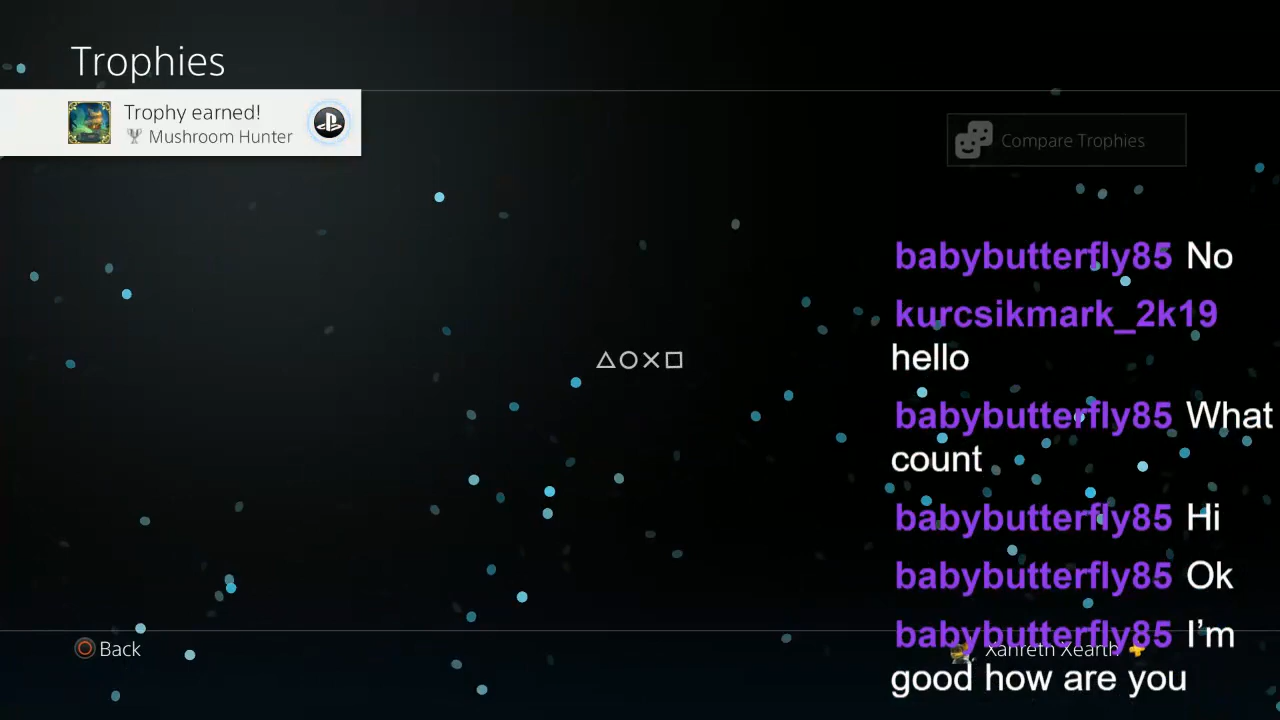 Trophies
Trophy earned!
Mushroom Hunter
Compare Trophies
babybutterfly85 No
kurcsikmark_2k19
hello
babybutterfly85 What
count
babybutterfly85 Hi
babybutterfly85 Ok
babybutterfly85 I'm
good how are you
Back
Xanreth Xearth